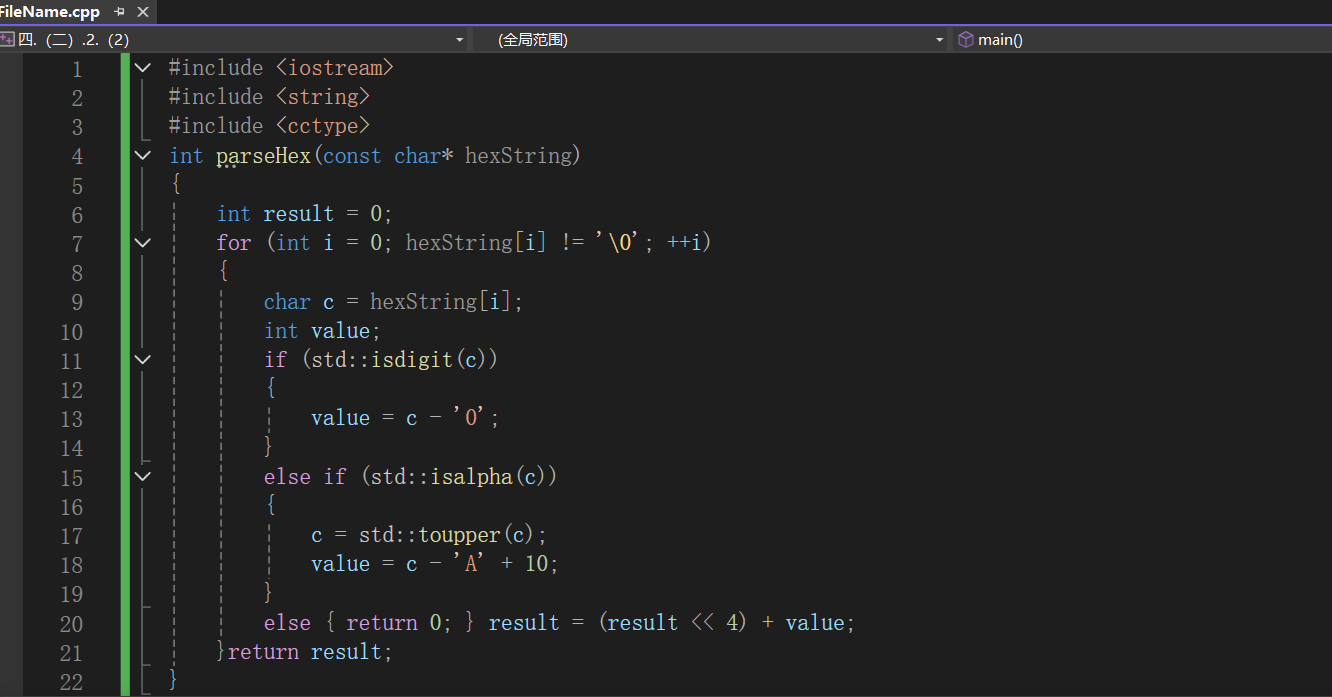 FileName.cpp
四. (二) .2. (2) (全局范围) main()
1 #include <iostream>
2 #include <string>
3 #include <cctype>
4 int parseHex(const char* hexString)
5 {
6 int result = 0;
7 for (int i = 0; hexString[i] != '\0'; ++i)
8 {
9 char c = hexString[i];
10 int value;
11 if (std::isdigit(c))
12 {
13 value = c - '0';
14 }
15 else if (std::isalpha(c))
16 {
17 c = std::toupper(c);
18 value = c - 'A' + 10;
19 }
20 else { return 0; } result = (result << 4) + value;
21 }return result;
22 }